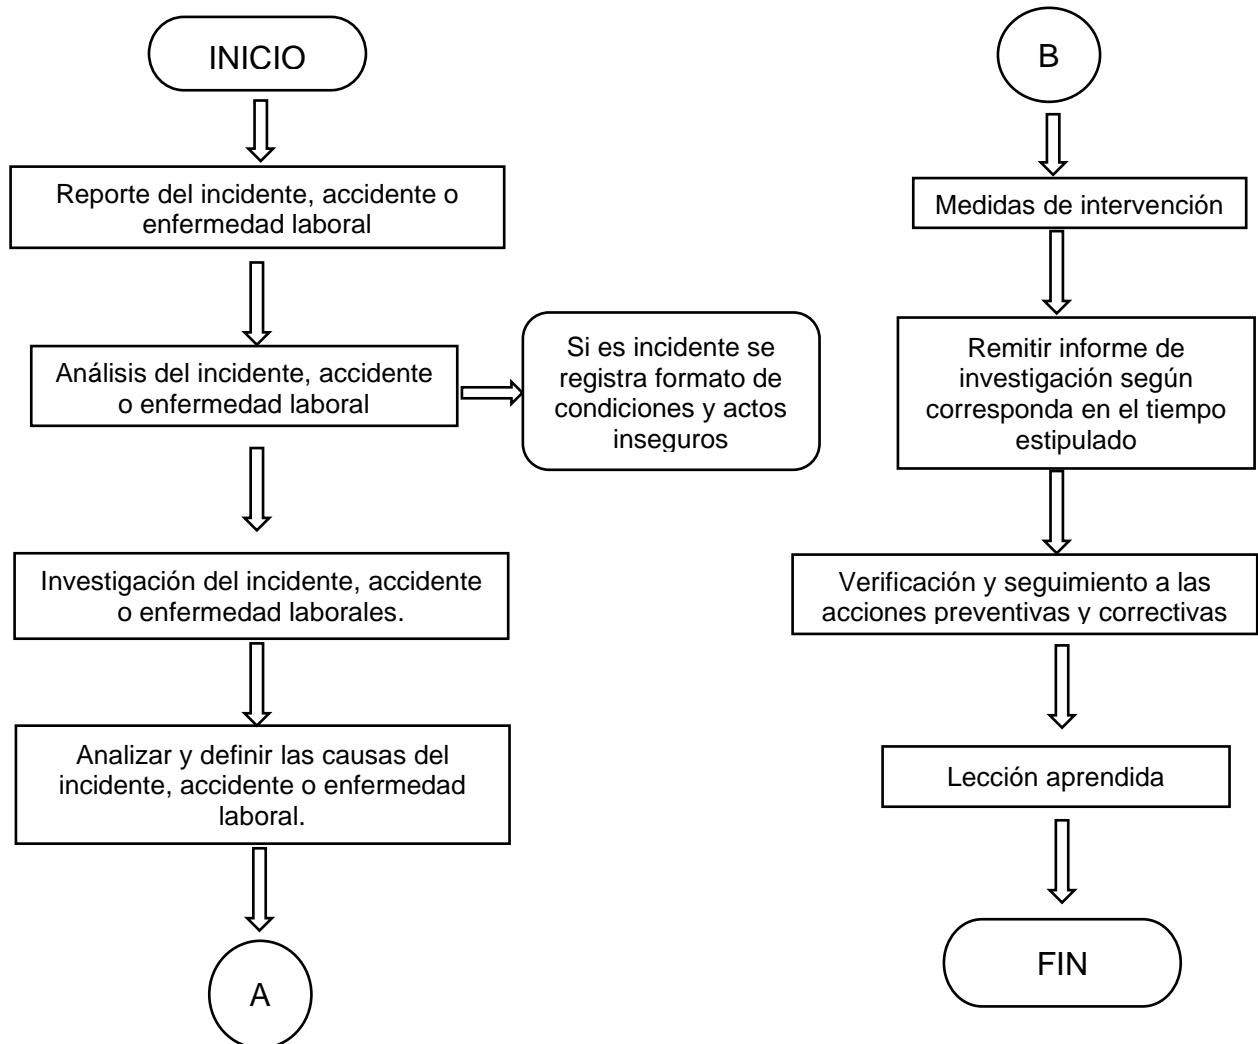 INICIO
Reporte del incidente, accidente o
enfermedad laboral
Análisis del incidente, accidente
o enfermedad laboral
Si es incidente se
registra formato de
condiciones y actos
inseguros
Investigación del incidente, accidente
o enfermedad laborales.
Analizar y definir las causas del
incidente, accidente o enfermedad
laboral.
A
B
Medidas de intervención
Remitir informe de
investigación según
corresponda en el tiempo
estipulado
Verificación y seguimiento a las
acciones preventivas y correctivas
Lección aprendida
FIN